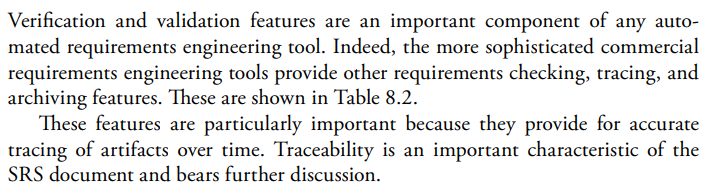 Verification and validation features are an important component of any auto-
mated requirements engineering tool. Indeed, the more sophisticated commercial
requirements engineering tools provide other requirements checking, tracing, and
archiving features. These are shown in Table 8.2.
These features are particularly important because they provide for accurate
tracing of artifacts over time. Traceability is an important characteristic of the
SRS document and bears further discussion.